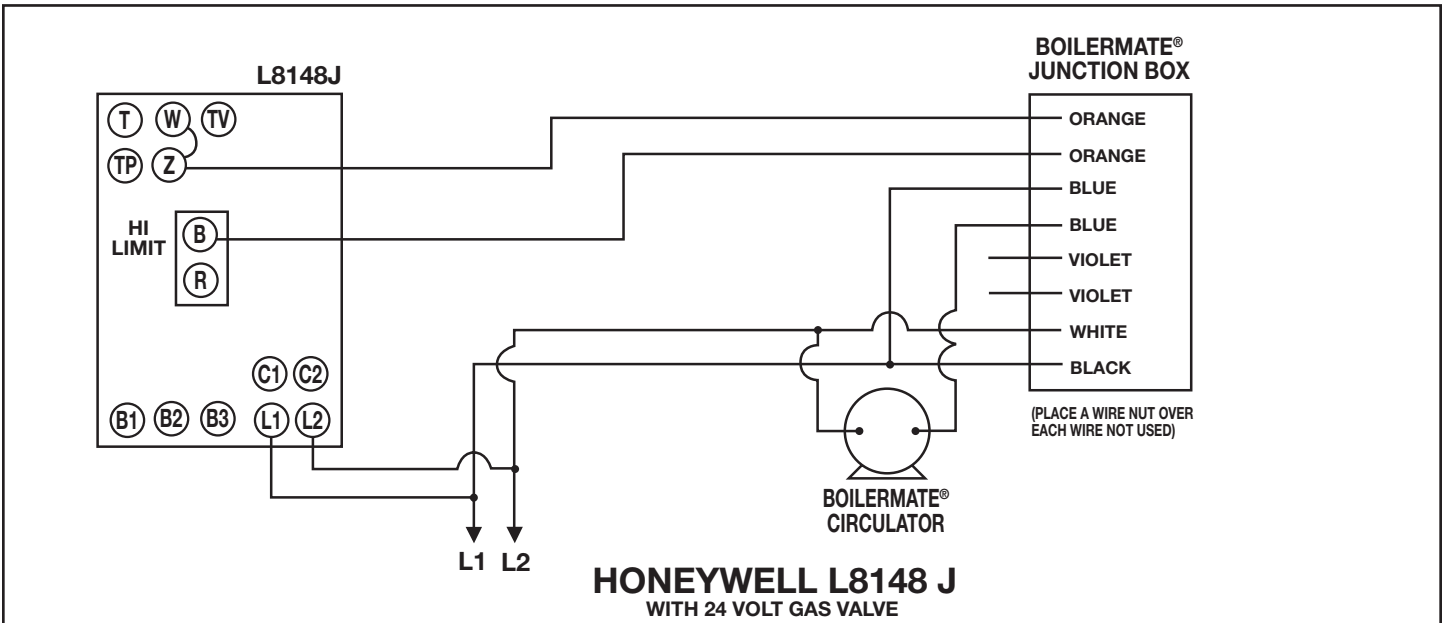 L8148J
BOILERMATE®
JUNCTION BOX
T W TV
TP Z
HI
LIMIT
B
R
C1 C2
B1 B2 B3 L1 L2
ORANGE
ORANGE
BLUE
BLUE
VIOLET
VIOLET
WHITE
BLACK
(PLACE A WIRE NUT OVER
EACH WIRE NOT USED)
BOILERMATE®
CIRCULATOR
L1 L2
HONEYWELL L8148 J
WITH 24 VOLT GAS VALVE